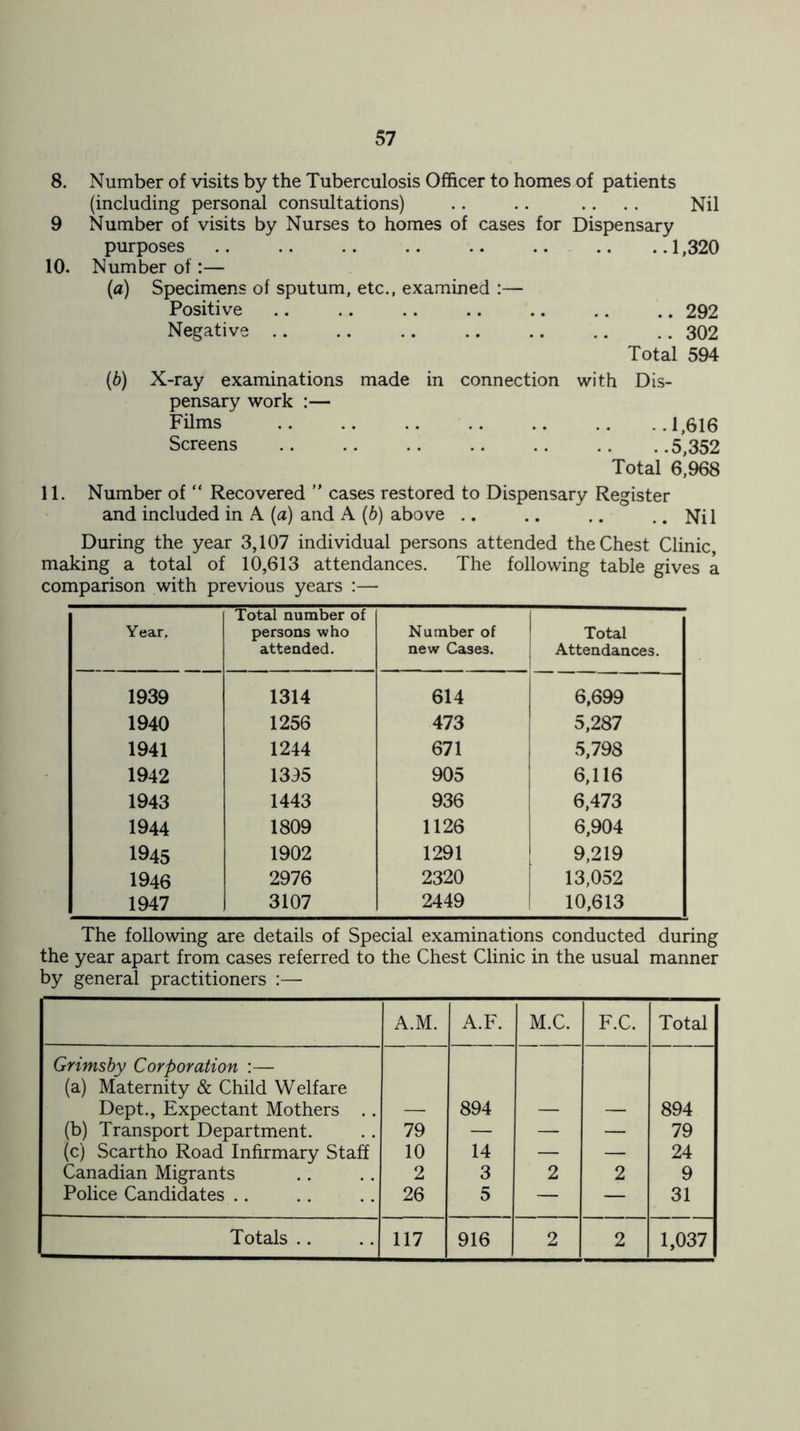 57
8. Number of visits by the Tuberculosis Officer to homes of patients
(including personal consultations) .. .. .. .. Nil
9 Number of visits by Nurses to homes of cases for Dispensary
purposes .. .. .. .. .. .. .. ..1,320
10. Number of :—
(a) Specimens of sputum, etc., examined :—
Positive .. .. .. .. .. .. .. 292
Negative .. .. .. .. .. .. .. 302
Total 594
(b) X-ray examinations made in connection with Dis-
pensary work :—
Films .. .. .. .. .. .. ..1,616
Screens .. .. .. .. .. .. ..5,352
Total 6,968
11. Number of “ Recovered ” cases restored to Dispensary Register
and included in A (a) and A (b) above .. .. .. .. Nil
During the year 3,107 individual persons attended the Chest Clinic,
making a total of 10,613 attendances. The following table gives a
comparison with previous years :—
Year. Total number of persons who attended. Number of new Cases. Total Attendances.
1939 1314 614 6,699
1940 1256 473 5,287
1941 1244 671 5,798
1942 1395 905 6,116
1943 1443 936 6,473
1944 1809 1126 6,904
1945 1902 1291 9,219
1946 2976 2320 13,052
1947 3107 2449 10,613
The following are details of Special examinations conducted during
the year apart from cases referred to the Chest Clinic in the usual manner
by general practitioners :—
A.M. A.F. M.C. F.C. Total
Grimsby Corporation :—
(a) Maternity & Child Welfare
Dept., Expectant Mothers .. — 894 — — 894
(b) Transport Department. .. 79 — — — 79
(c) Scartho Road Infirmary Staff 10 14 — — 24
Canadian Migrants .. .. 2 3 2 2 9
Police Candidates .. .. .. 26 5 — — 31
Totals .. .. 117 916 2 2 1,037